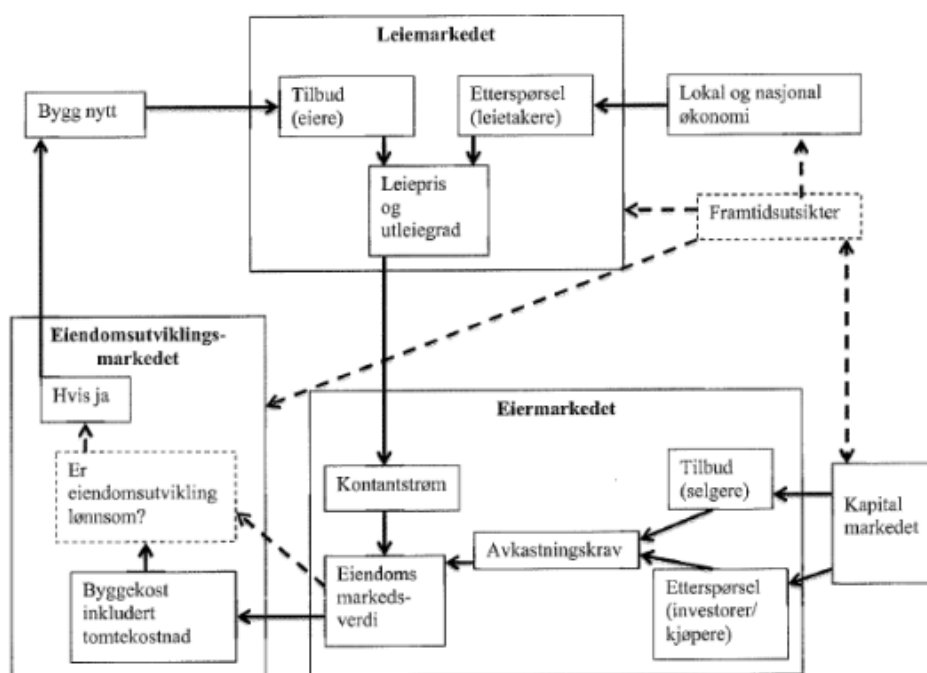 Leiemarkedet
Bygg nytt
Tilbud
(eiere)
Etterspørsel
(leietakere)
Lokal og nasjonal
økonomi
Leiepris
og
utleiegrad
Framtidsutsikter
Eiendomsutviklings-
markedet
Hvis ja
Er
eiendomsutvikling
lønnsom?
Byggekost
inkludert
tomtekostnad
Eiermarkedet
Kontantstrøm
Eiendoms
markeds-
verdi
Avkastningskrav
Tilbud
(selgere)
Etterspørsel
(investorer/
kjøpere)
Kapital
markedet